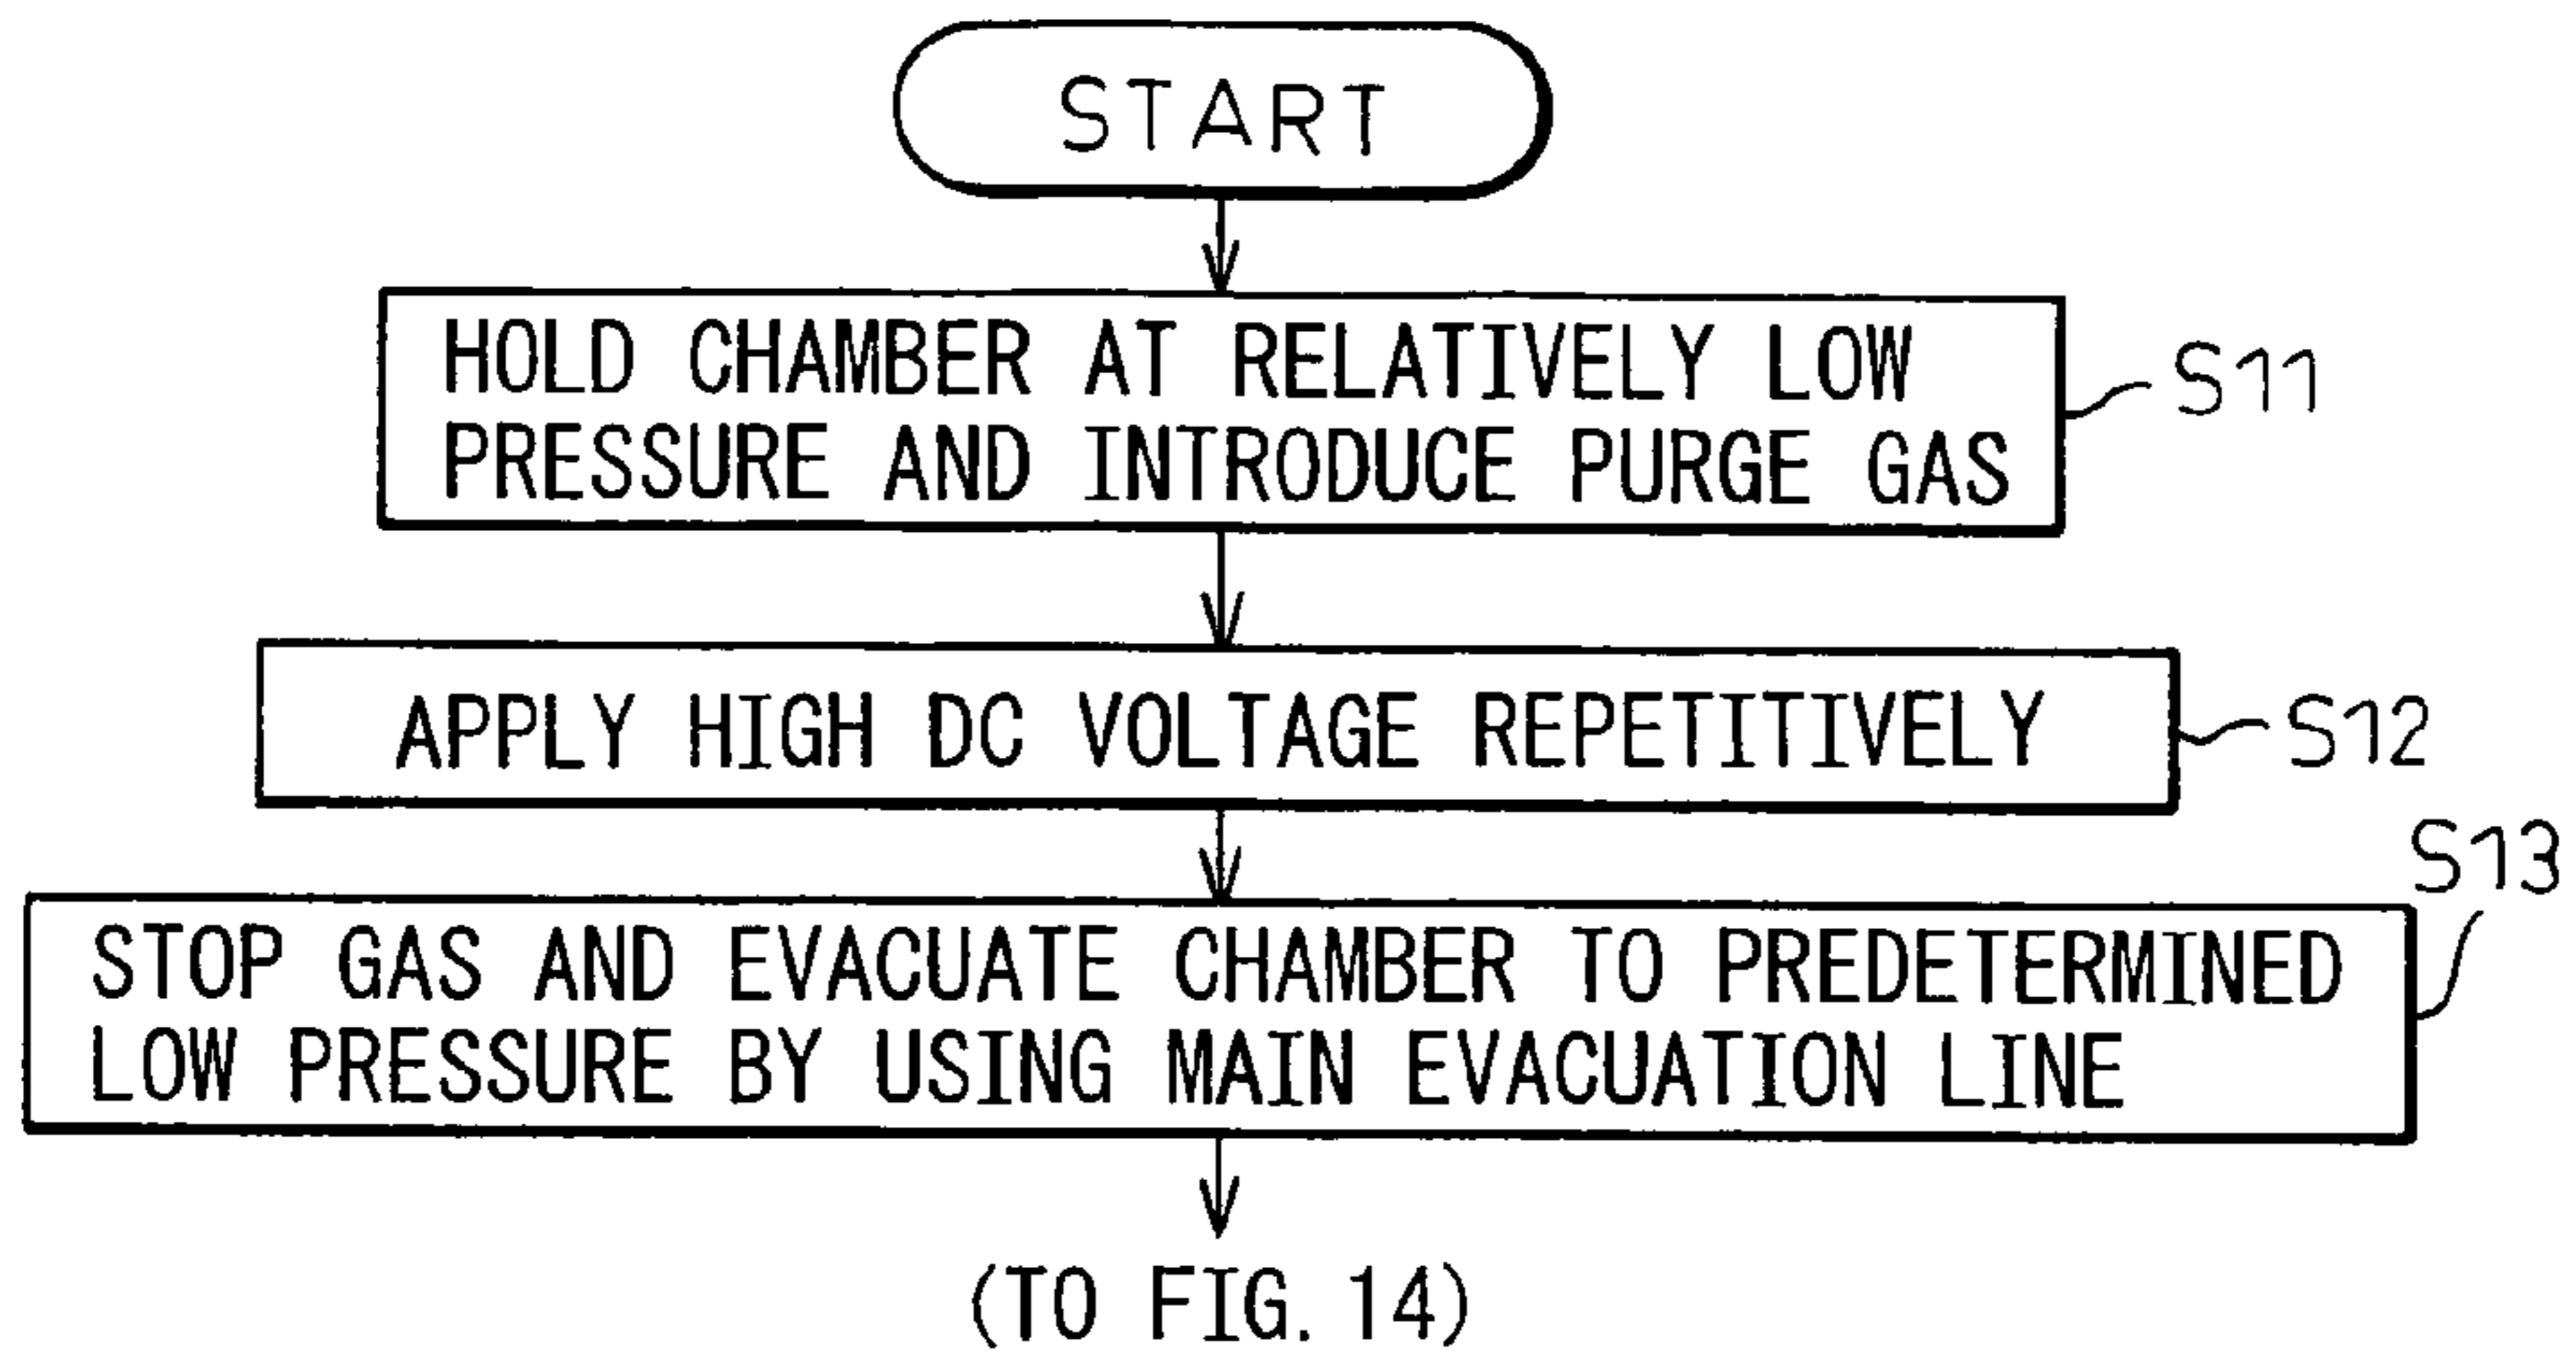 START
HOLD CHAMBER AT RELATIVELY LOW
PRESSURE AND INTRODUCE PURGE GAS
S11
APPLY HIGH DC VOLTAGE REPETITIVELY
S12
S13
STOP GAS AND EVACUATE CHAMBER TO PREDETERMINED
LOW PRESSURE BY USING MAIN EVACUATION LINE
(TO FIG. 14)